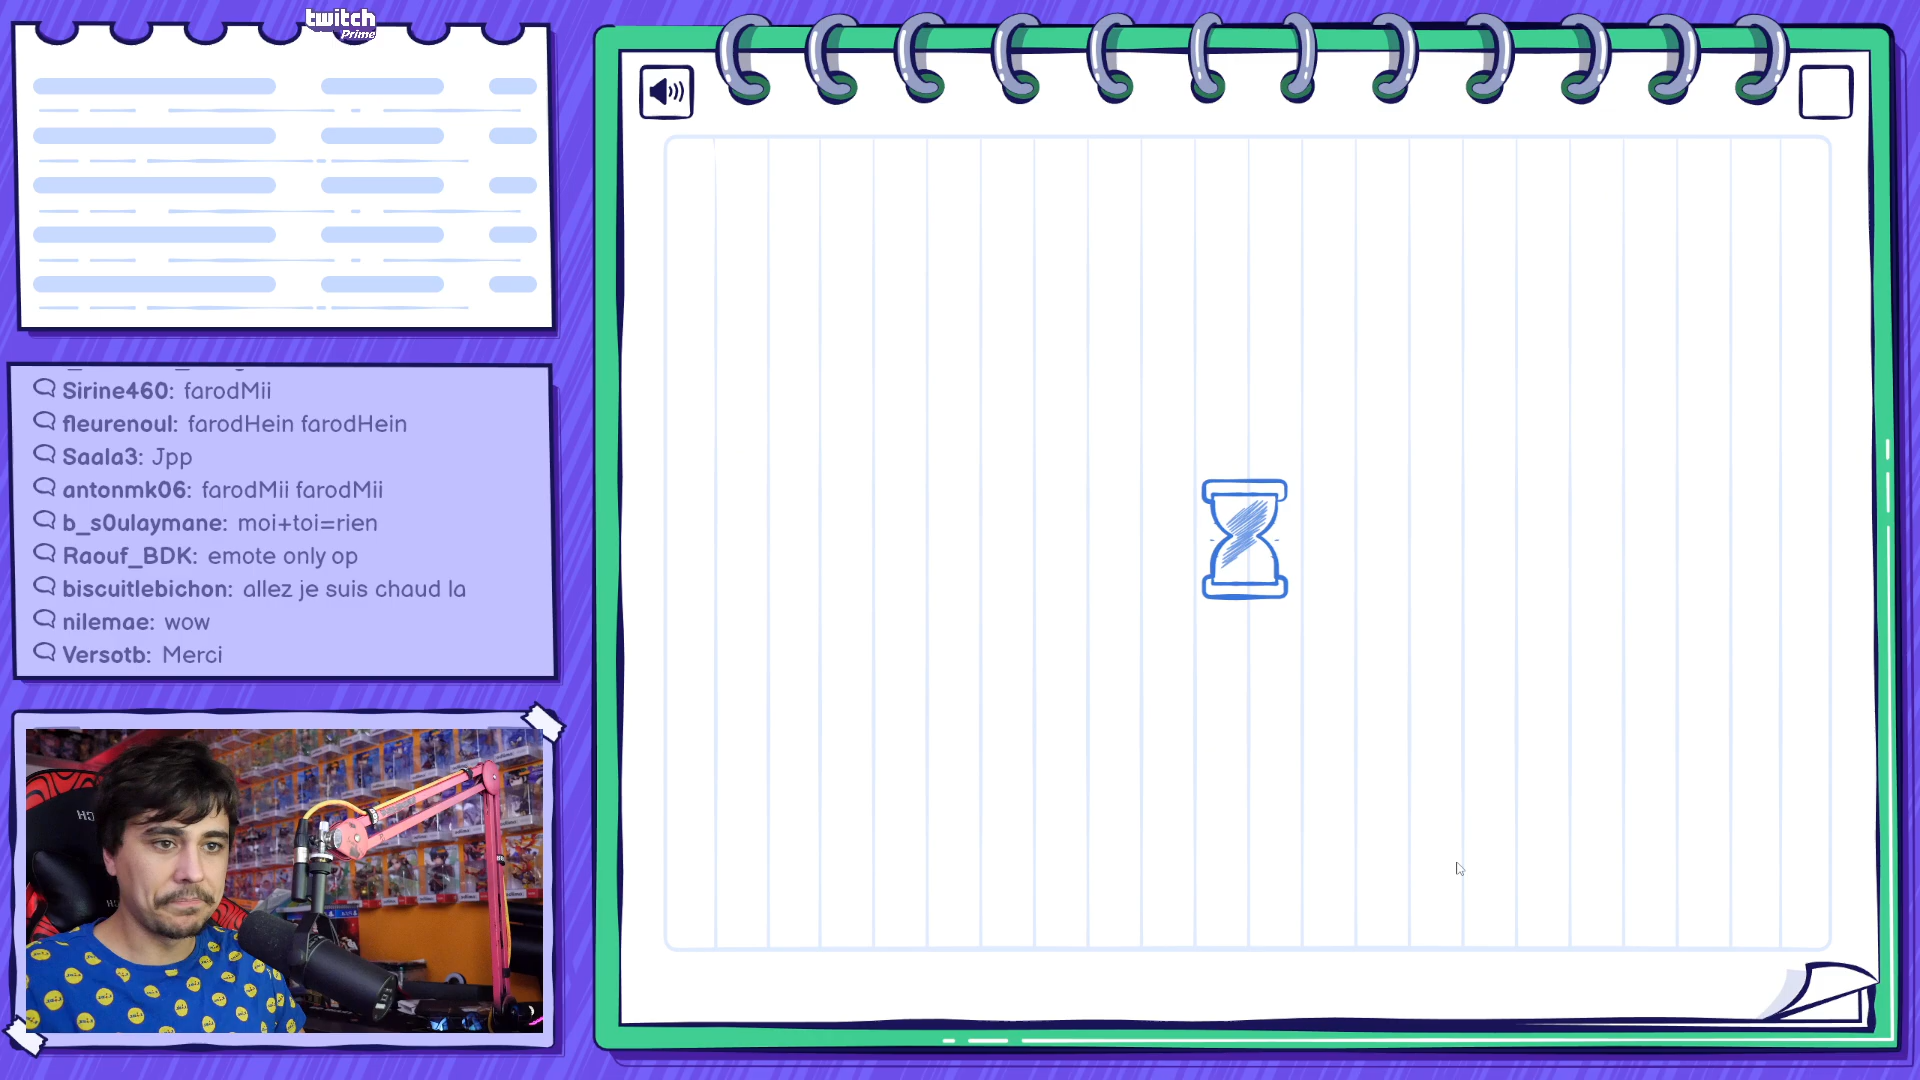 twitch
Prime
Sirine460: farodMii
fleurenoul: farodHein farodHein
Saala3: Jpp
antonmk06: farodMii farodMii
b_s0ulaymane: moi+toi=rien
Raouf_BDK: emote only op
biscuitlebichon: allez je suis chaud la
nilemae: wow
Versotb: Merci